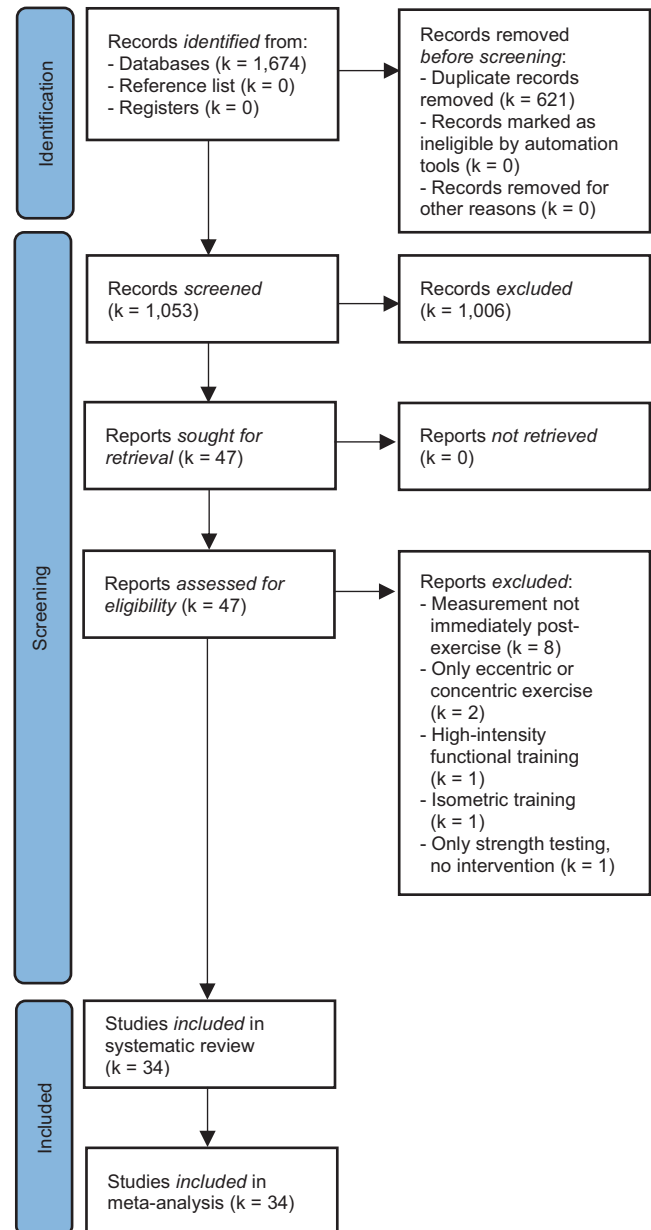 Identification
Records identified from:
- Databases (k = 1,674)
- Reference list (k = 0)
- Registers (k = 0)
Records removed
before screening:
- Duplicate records
removed (k = 621)
- Records marked as
ineligible by automation
tools (k = 0)
- Records removed for
other reasons (k = 0)
Screening
Records screened
(k = 1,053)
Records excluded
(k = 1,006)
Reports sought for
retrieval (k = 47)
Reports not retrieved
(k = 0)
Reports assessed for
eligibility (k = 47)
Reports excluded:
- Measurement not
immediately post-
exercise (k = 8)
- Only eccentric or
concentric exercise
(k = 2)
- High-intensity
functional training
(k = 1)
- Isometric training
(k = 1)
- Only strength testing,
no intervention (k = 1)
Included
Studies included in
systematic review
(k = 34)
Studies included in
meta-analysis (k = 34)